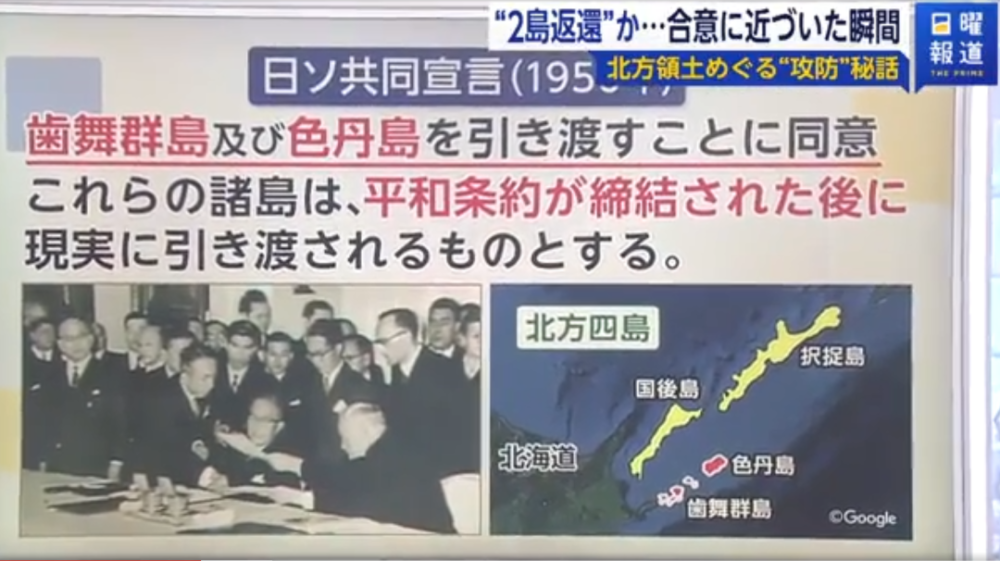 “2島返還”か…合意に近づいた瞬間
北方領土めぐる“攻防”秘話
日曜
報道
THE PRIME
日ソ共同宣言(195
歯舞群島及び色丹島を引き渡すことに同意
これらの諸島は、平和条約が締結された後に
現実に引き渡されるものとする。
北方四島
択捉島
国後島
北海道
色丹島
歯舞群島
©Google